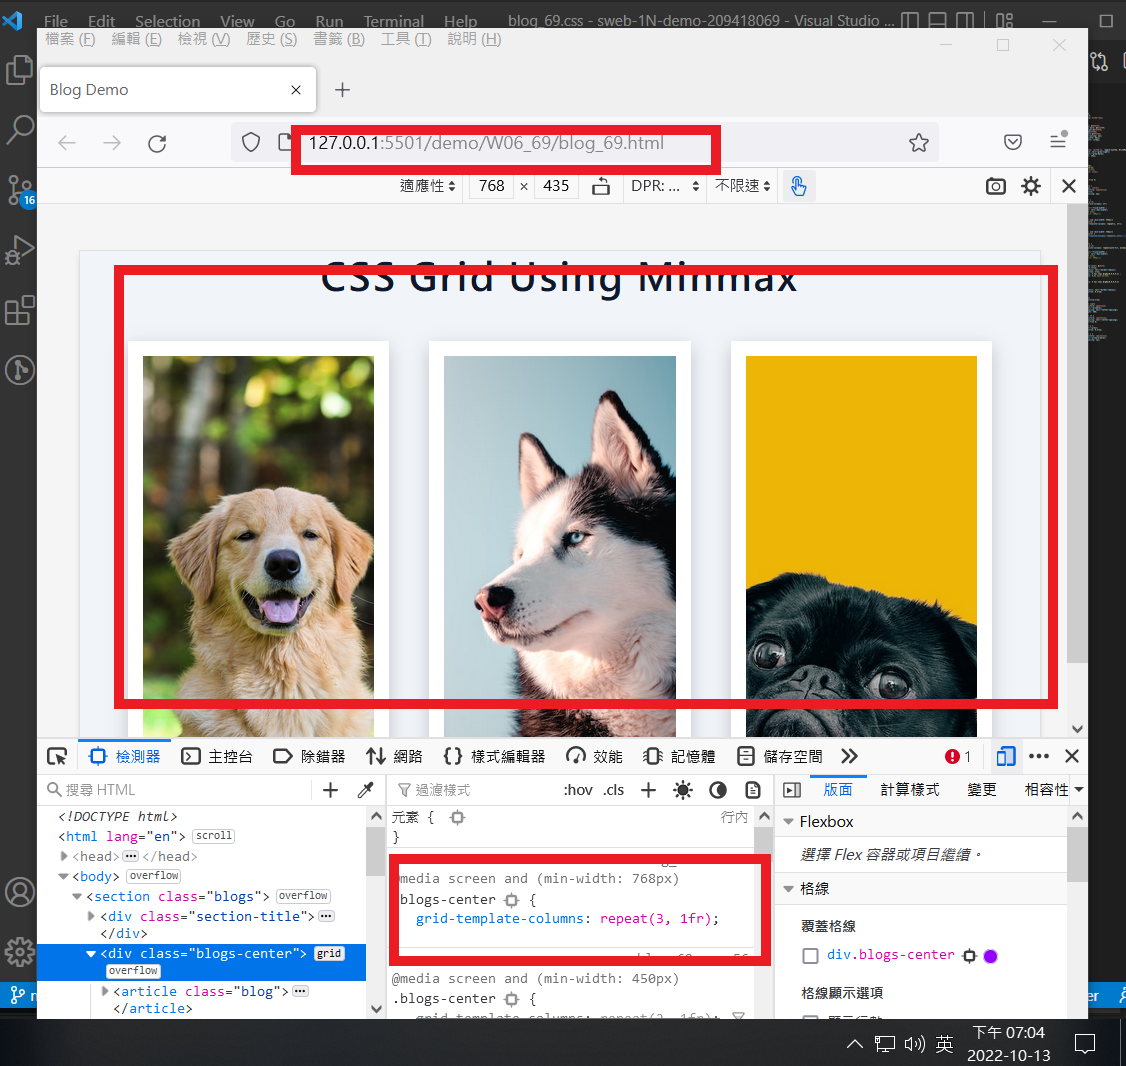 File Edit Selection View Go Run Terminal Help blog_69.css - sweb-1N-demo-209418069 - Visual Studio ...
檔案 (F) 編輯 (E) 檢視 (V) 歷史 (S) 書籤 (B) 工具 (T) 說明 (H)
Blog Demo
127.0.0.1:5501/demo/W06_69/blog_69.html
適應性 768 × 435 DPR: ... 不限速
16
CSS Grid Using Minmax
檢測器 主控台 除錯器 網路 樣式編輯器 效能 記憶體 儲存空間 1
搜尋 HTML
過濾樣式 :hov .cls
版面 計算樣式 變更 相容性
<!DOCTYPE html>
<html lang="en"> scroll
<head> ... </head>
<body> overflow
<section class="blogs"> overflow
<div class="section-title"> ...
</div>
<div class="blogs-center"> grid
overflow
<article class="blog"> ...
</article>
元素 { 行內
}
media screen and (min-width: 768px)
blogs-center {
grid-template-columns: repeat(3, 1fr);
@media screen and (min-width: 450px)
.blogs-center {
grid-template-columns: repeat(2, 1fr);
Flexbox
選擇 Flex 容器或項目繼續。
格線
覆蓋格線
div.blogs-center
格線顯示選項
顯示行數
英
下午 07:04
2022-10-13